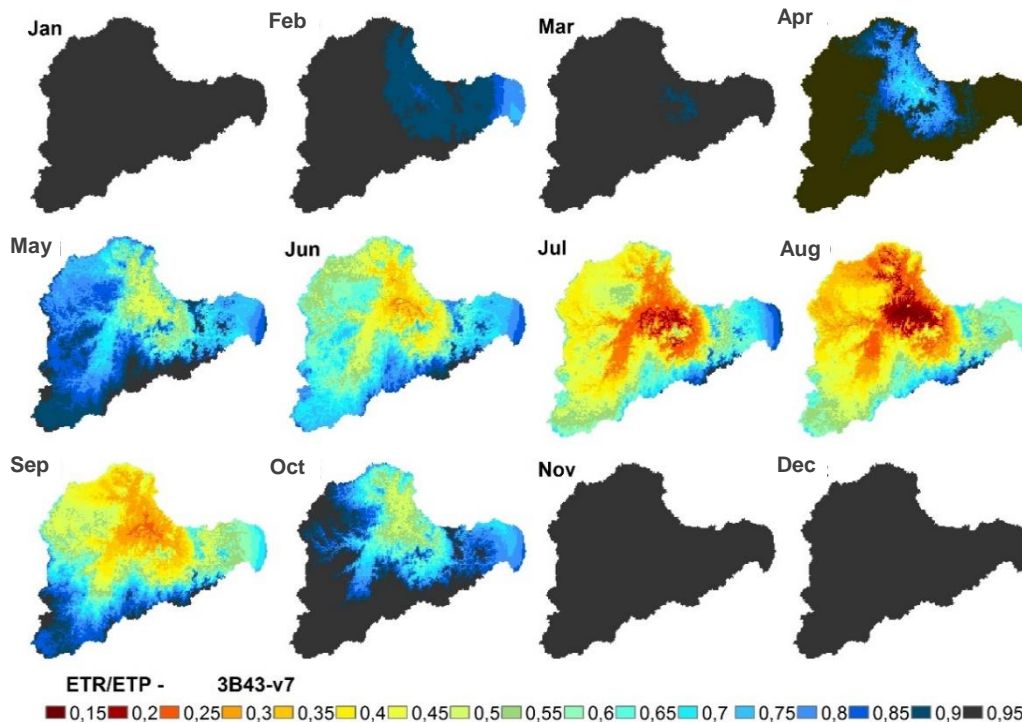 Jan Feb Mar Apr
May Jun Jul Aug
Sep Oct Nov Dec
ETR/ETP - 3B43-v7
0,15 0,2 0,25 0,3 0,35 0,4 0,45 0,5 0,55 0,6 0,65 0,7 0,75 0,8 0,85 0,9 0,95